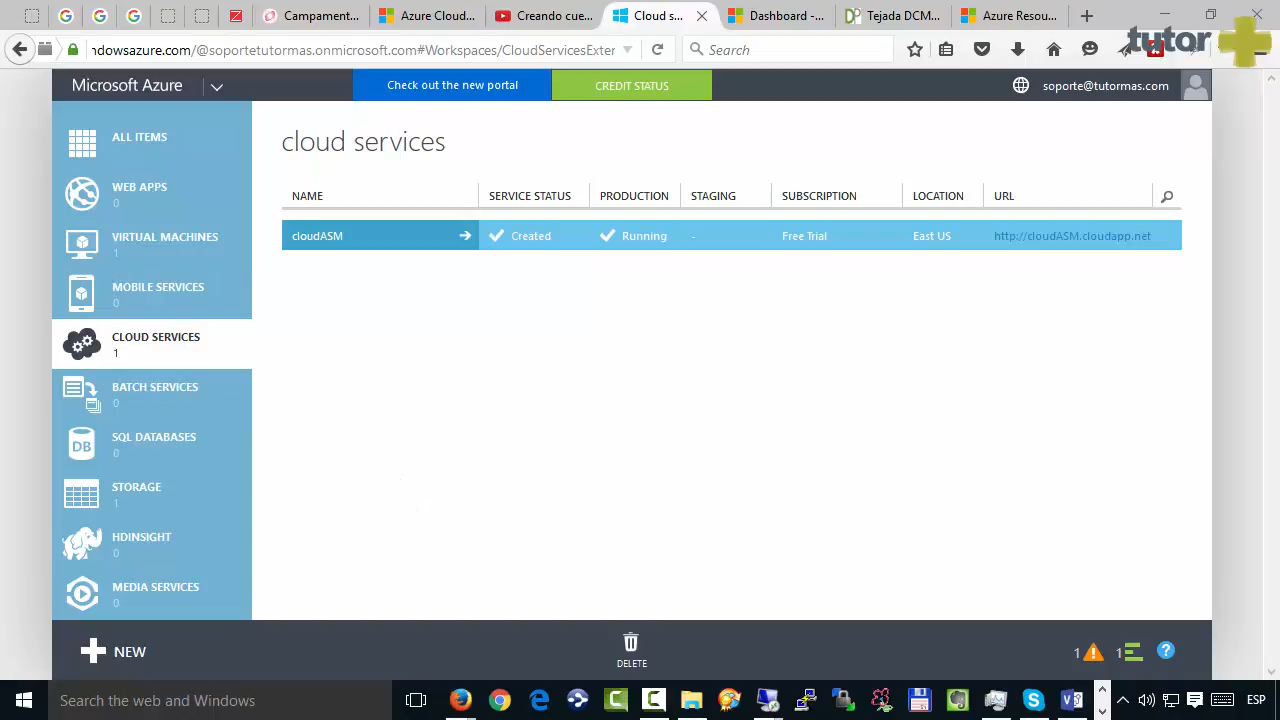 Campament...
Azure Clou...
Creando cue...
Cloud s...
Dashboard -...
Tejada DCM...
Azure Resou...
ndowsazure.com/@soportetutormas.onmicrosoft.com#Workspaces/CloudServicesExter
Search
tutor
Microsoft Azure
Check out the new portal
CREDIT STATUS
soporte@tutormas.com
ALL ITEMS
WEB APPS
0
VIRTUAL MACHINES
1
MOBILE SERVICES
0
CLOUD SERVICES
1
BATCH SERVICES
0
DB
SQL DATABASES
0
STORAGE
1
HDINSIGHT
0
MEDIA SERVICES
0
cloud services
NAME SERVICE STATUS PRODUCTION STAGING SUBSCRIPTION LOCATION URL
cloudASM Created Running - Free Trial East US http://cloudASM.cloudapp.net
NEW
DELETE
1 1 ?
Search the web and Windows
ESP